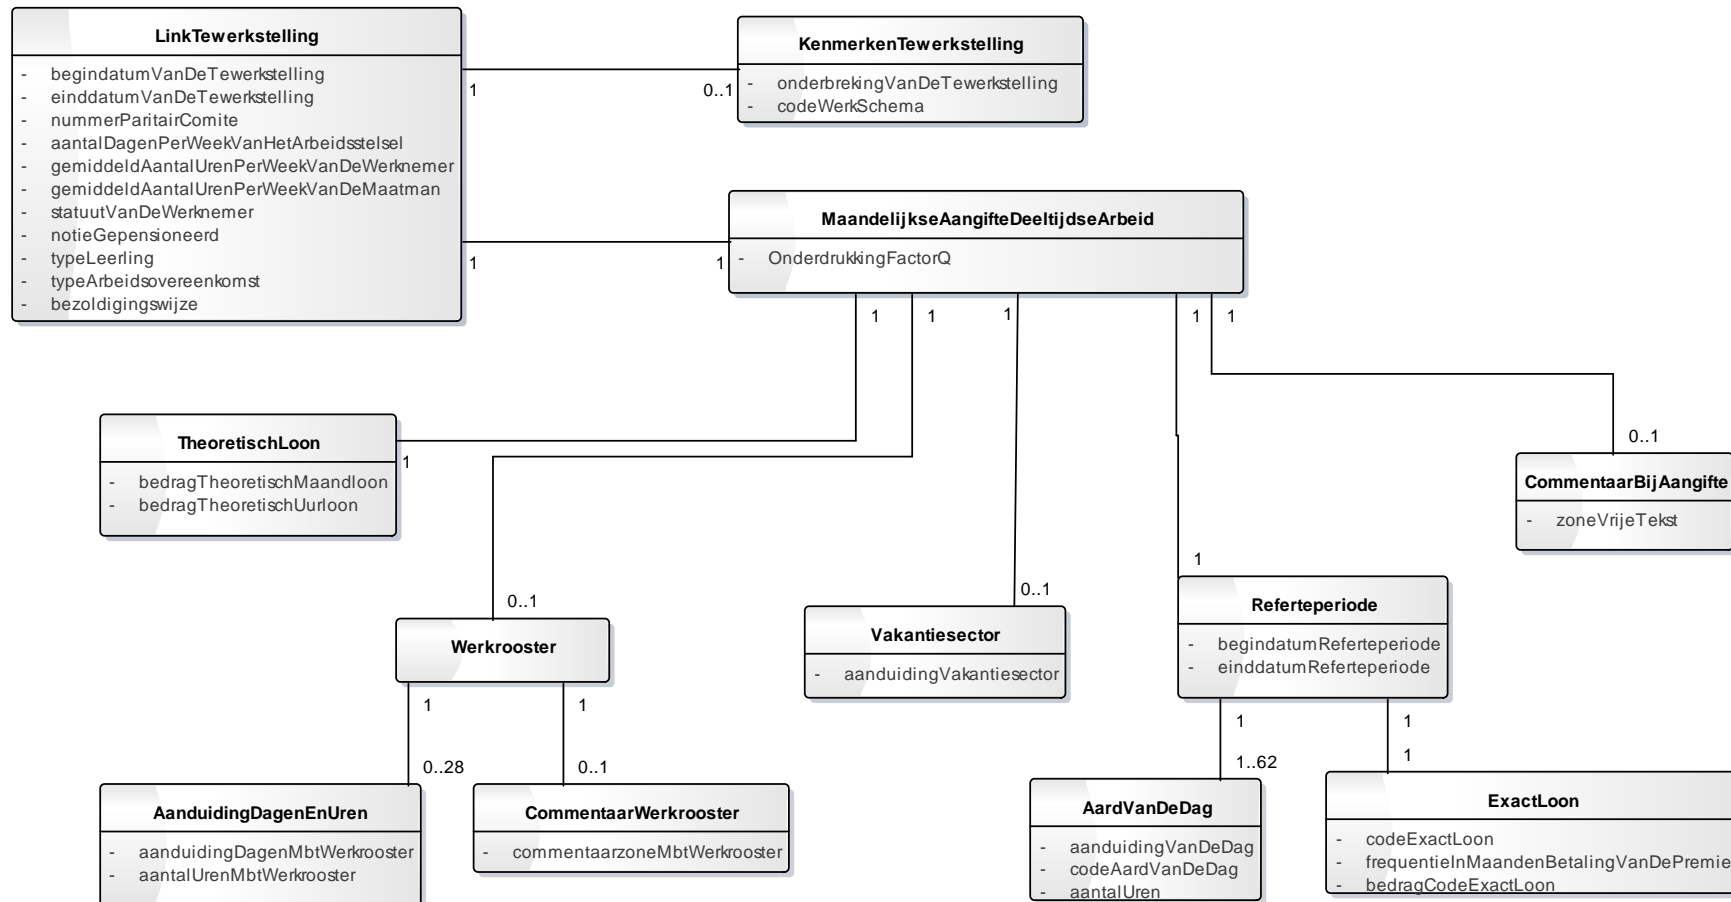 LinkTewerkstelling
- begindatumVanDeTewerkstelling
- einddatumVanDeTewerkstelling
- nummerParitairComite
- aantalDagenPerWeekVanHetArbeidsstelsel
- gemiddeldAantalUrenPerWeekVanDeWerknemer
- gemiddeldAantalUrenPerWeekVanDeMaatman
- statuutVanDeWerknemer
- notieGepensioneerd
- typeLeerling
- typeArbeidsovereenkomst
- bezoldigingswijze
1
0..1
KenmerkenTewerkstelling
- onderbrekingVanDeTewerkstelling
- codeWerkSchema
1
1
MaandelijkseAangifteDeeltijdseArbeid
- OnderdrukkingFactorQ
1
1
1
1
1
TheoretischLoon
- bedragTheoretischMaandloon
- bedragTheoretischUurloon
1
0..1
CommentaarBijAangifte
- zoneVrijeTekst
0..1
Werkrooster
0..1
Vakantiesector
- aanduidingVakantiesector
1
Referteperiode
- begindatumReferteperiode
- einddatumReferteperiode
1
1
1
1
0..28
0..1
1..62
1
AanduidingDagenEnUren
- aanduidingDagenMbtWerkrooster
- aantalUrenMbtWerkrooster
CommentaarWerkrooster
- commentaarzoneMbtWerkrooster
AardVanDeDag
- aanduidingVanDeDag
- codeAardVanDeDag
- aantalUren
ExactLoon
- codeExactLoon
- frequentieInMaandenBetalingVanDePremie
- bedragCodeExactLoon